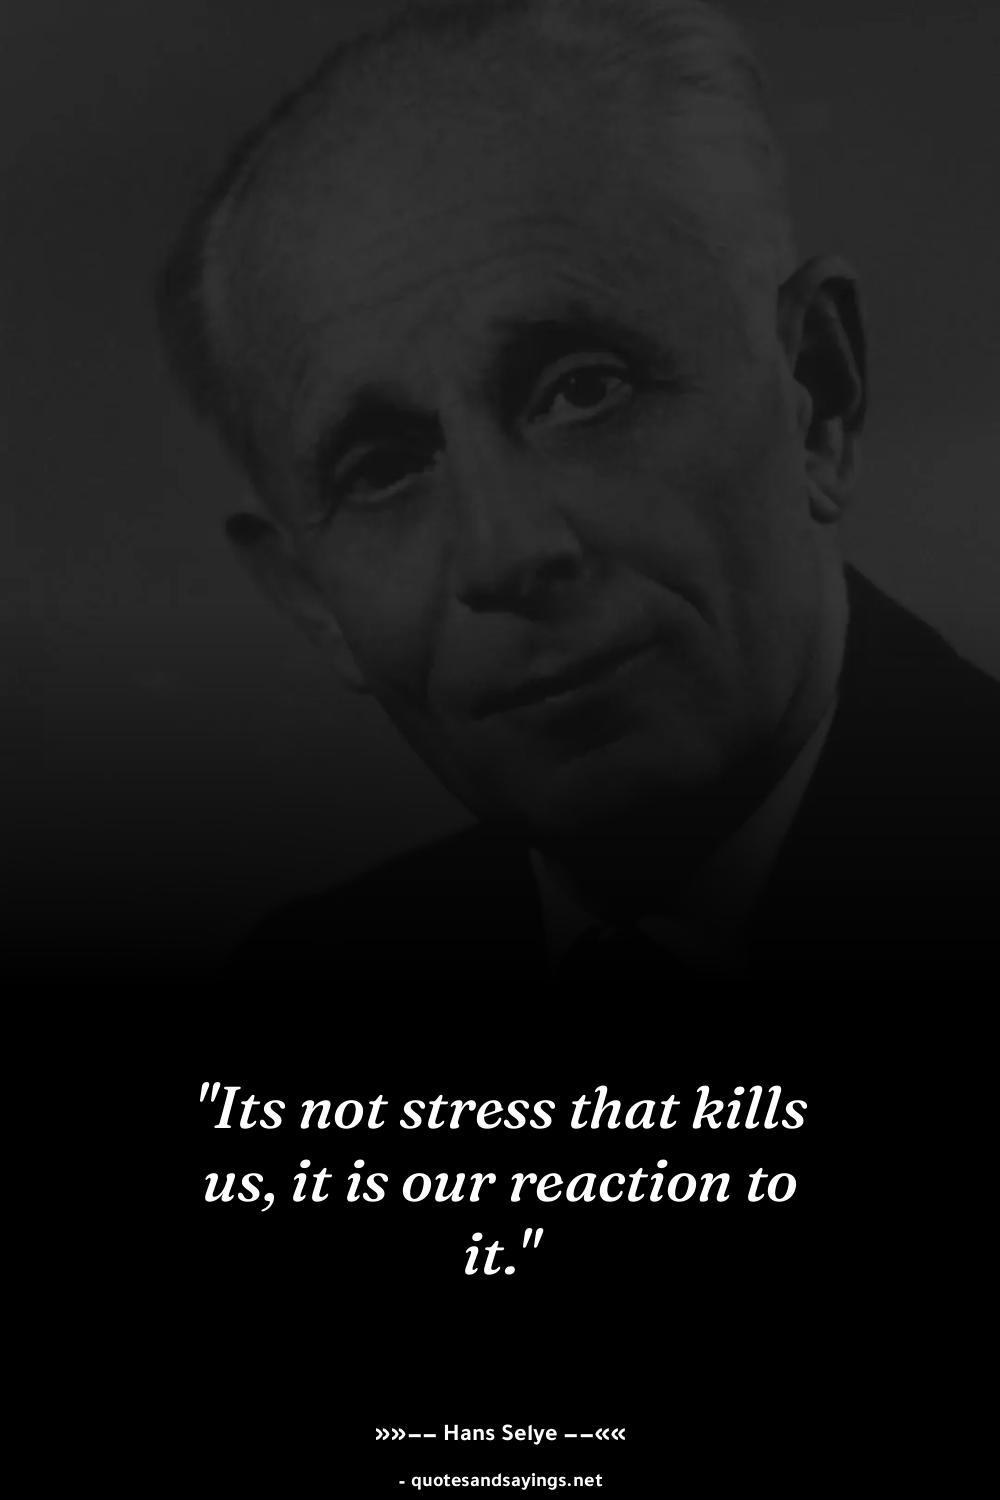 "Its not stress that kills
us, it is our reaction to
it."
»»−− Hans Selye −−««
- quotesandsayings.net